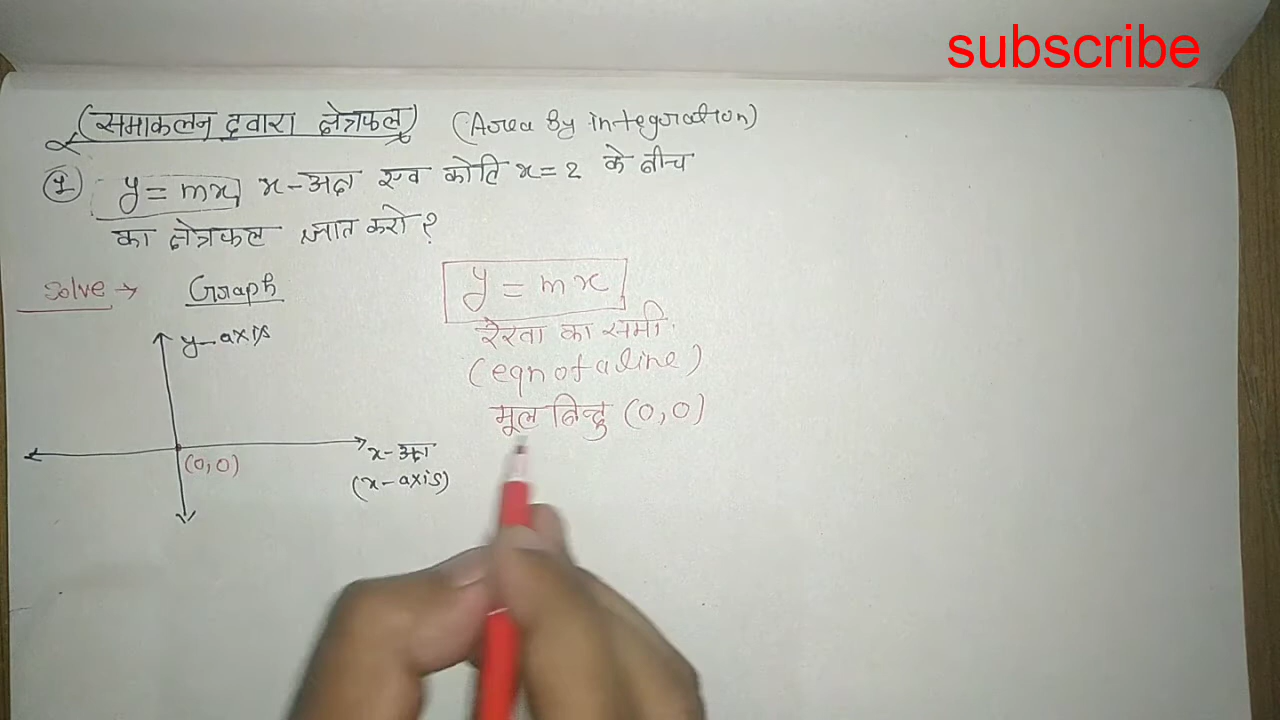 subscribe
(समाकलन द्वारा क्षेत्रफल) (Area By integration)
1 y = mx, x-अक्ष एव कोटि x = 2 के बीच
का क्षेत्रफल ज्ञात करो ?
Solve → Graph
y = mx
रेखा का समी.
(eqn of a line)
मूल बिन्दु (0,0)
y-axis
(0,0)
x-अक्ष
(x-axis)